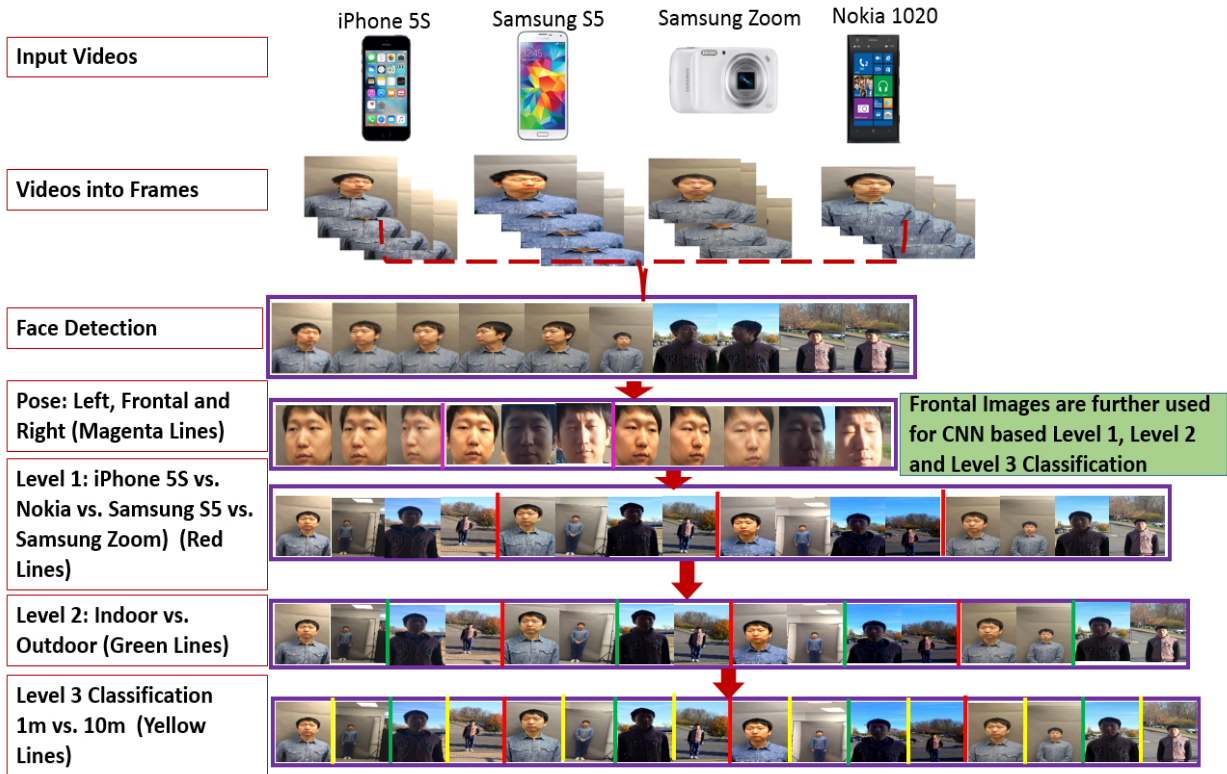 iPhone 5S
Samsung S5
Samsung Zoom
Nokia 1020
Input Videos
Videos into Frames
Face Detection
Pose: Left, Frontal and
Right (Magenta Lines)
Frontal Images are further used
for CNN based Level 1, Level 2
and Level 3 Classification
Level 1: iPhone 5S vs.
Nokia vs. Samsung S5 vs.
Samsung Zoom) (Red
Lines)
Level 2: Indoor vs.
Outdoor (Green Lines)
Level 3 Classification
1m vs. 10m (Yellow
Lines)